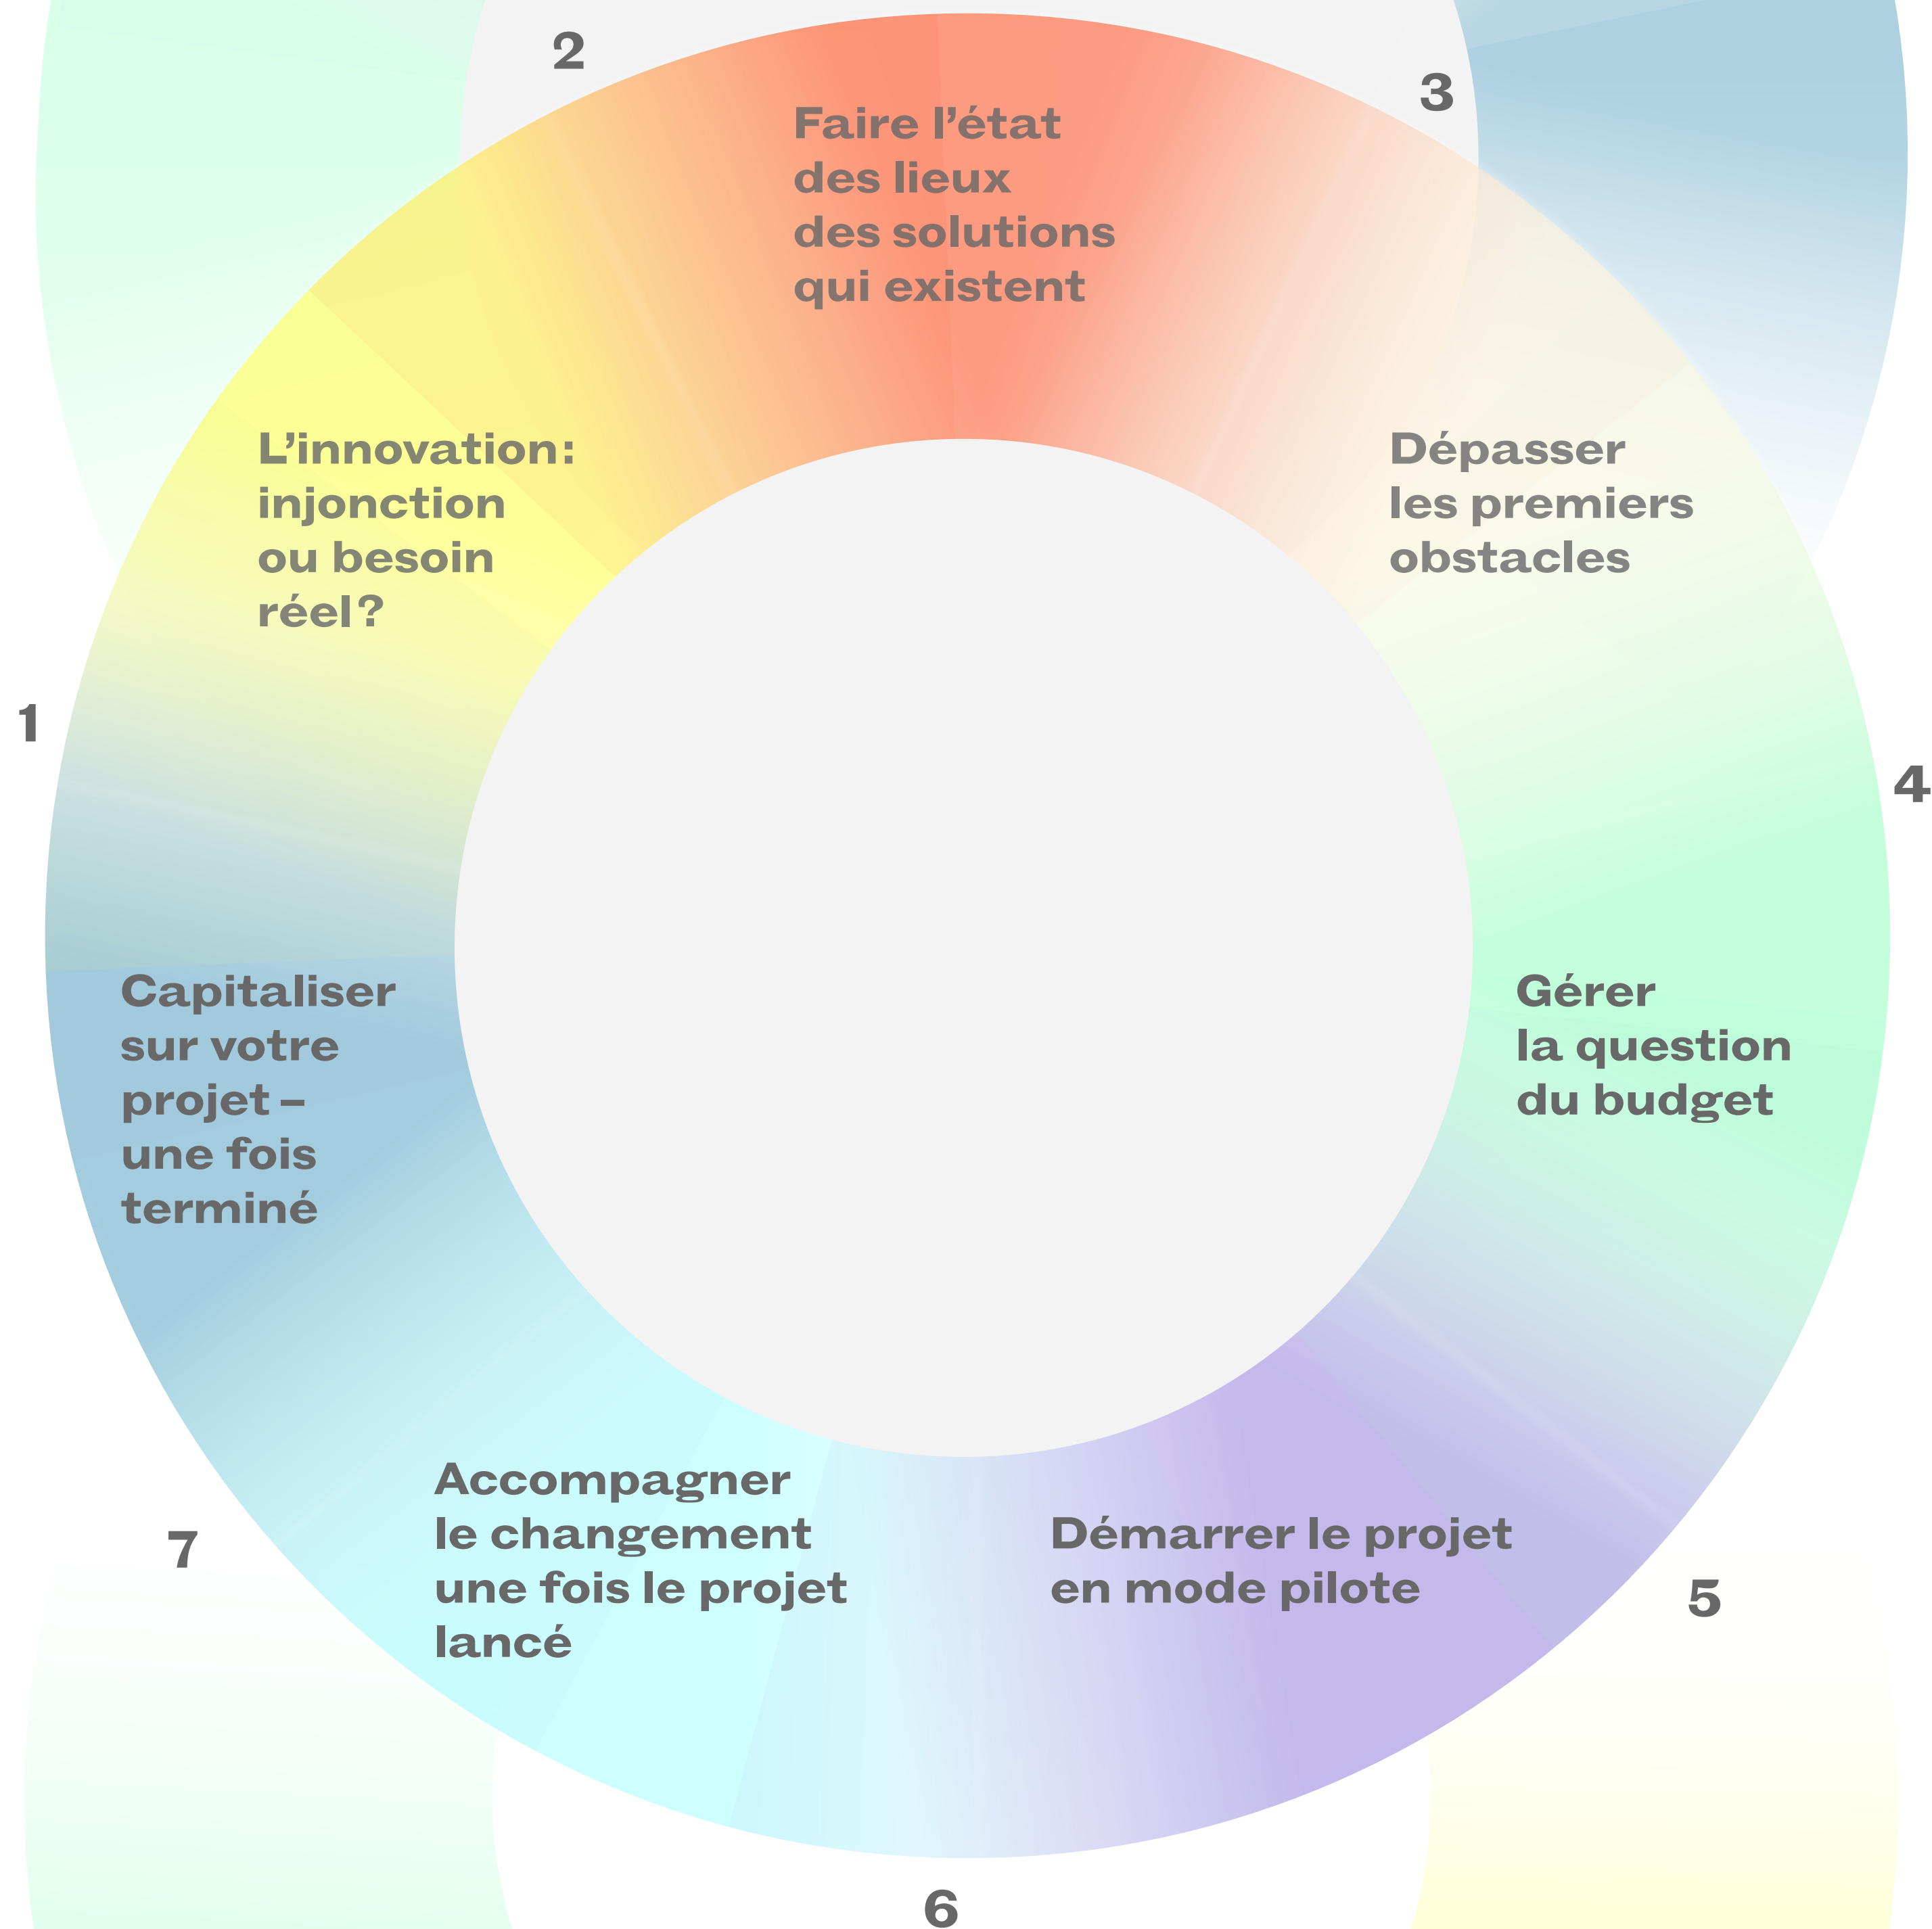 1
L’innovation :
injonction
ou besoin
réel ?
2
Faire l’état
des lieux
des solutions
qui existent
3
Dépasser
les premiers
obstacles
4
Gérer
la question
du budget
5
Démarrer le projet
en mode pilote
6
Accompagner
le changement
une fois le projet
lancé
7
Capitaliser
sur votre
projet –
une fois
terminé